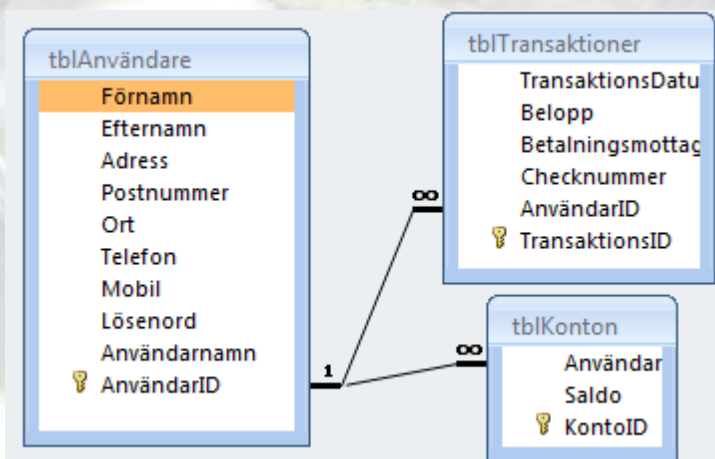 tblAnvändare
Förnamn
Efternamn
Adress
Postnummer
Ort
Telefon
Mobil
Lösenord
Användarnamn
AnvändarID
1
∞
∞
tblTransaktioner
TransaktionsDatu
Belopp
Betalningsmottag
Checknummer
AnvändarID
TransaktionsID
tblKonton
Användar
Saldo
KontoID